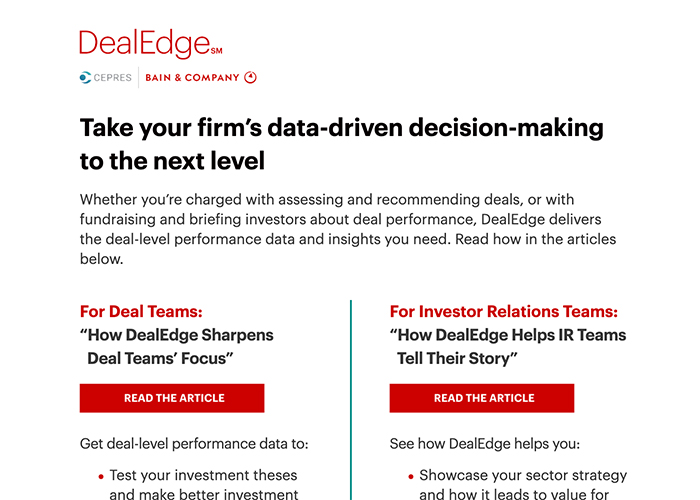 DealEdge℠
CEPRES BAIN & COMPANY
Take your firm’s data-driven decision-making
to the next level
Whether you’re charged with assessing and recommending deals, or with
fundraising and briefing investors about deal performance, DealEdge delivers
the deal-level performance data and insights you need. Read how in the articles
below.
For Deal Teams:
“How DealEdge Sharpens
Deal Teams’ Focus”
READ THE ARTICLE
Get deal-level performance data to:
• Test your investment theses
and make better investment
For Investor Relations Teams:
“How DealEdge Helps IR Teams
Tell Their Story”
READ THE ARTICLE
See how DealEdge helps you:
• Showcase your sector strategy
and how it leads to value for